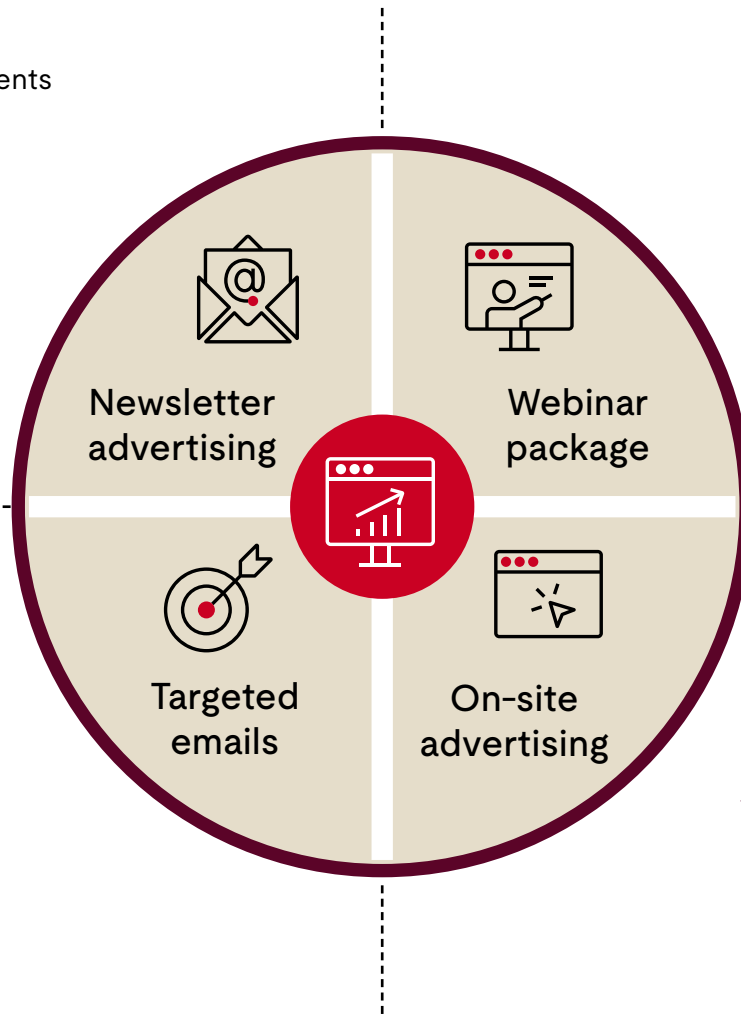 ents
Newsletter
advertising
Webinar
package
Targeted
emails
On-site
advertising